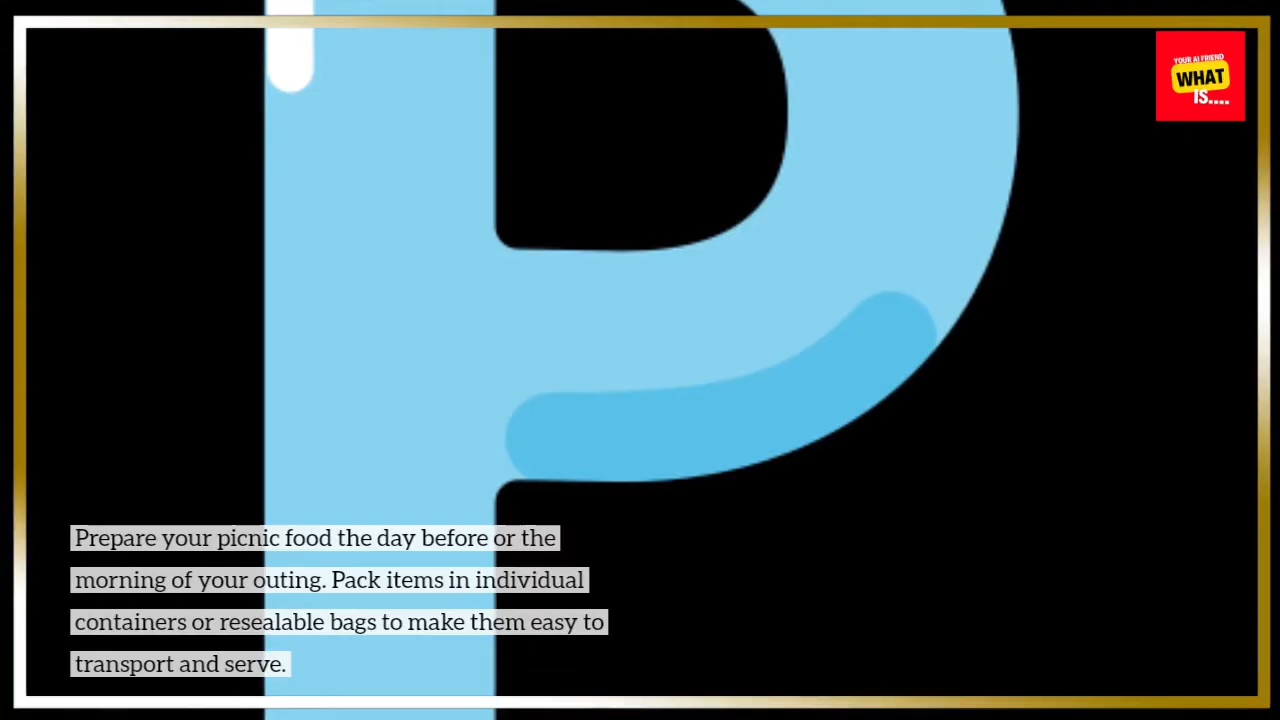 YOUR AI FRIEND
WHAT
IS....
P
Prepare your picnic food the day before or the
morning of your outing. Pack items in individual
containers or resealable bags to make them easy to
transport and serve.